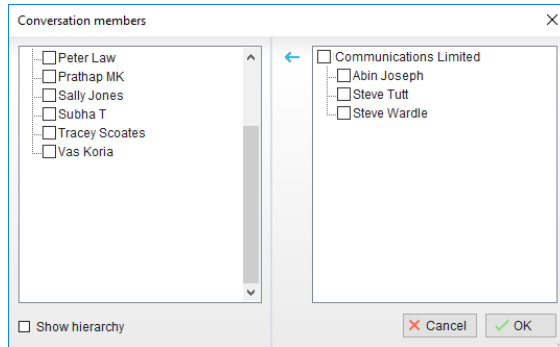 Conversation members
Peter Law
Prathap MK
Sally Jones
Subha T
Tracey Scoates
Vas Koria
Communications Limited
Abin Joseph
Steve Tutt
Steve Wardle
Show hierarchy
Cancel
OK